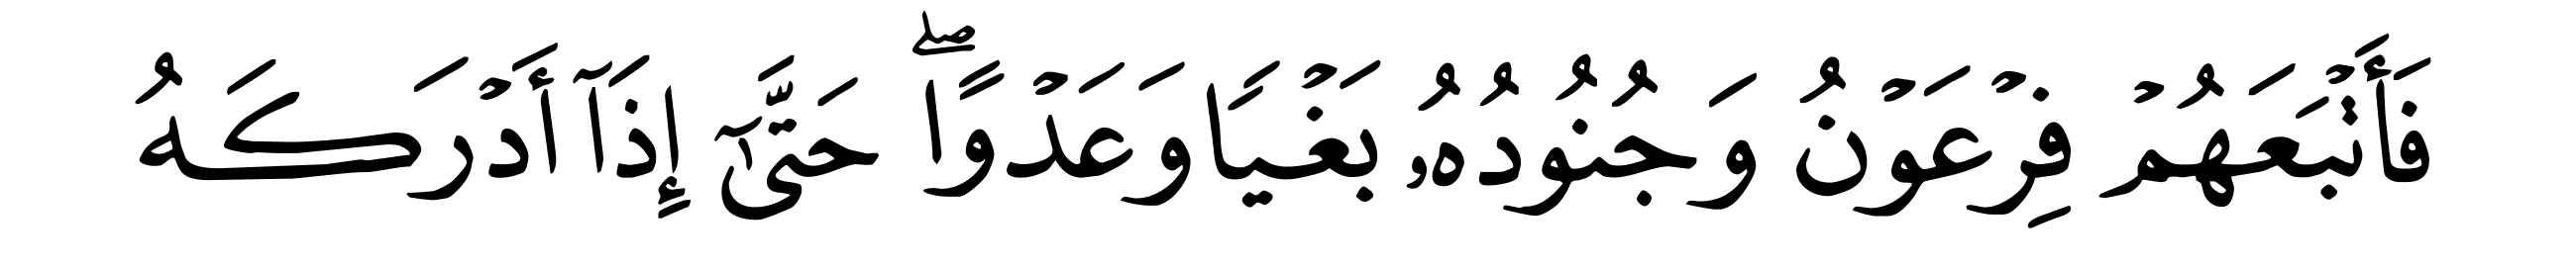 فَأَتْبَعَهُمْ فِرْعَوْنُ وَجُنُودُهُۥ بَغْيًا وَعَدْوًا ۖ حَتَّىٰٓ إِذَآ أَدْرَكَهُ